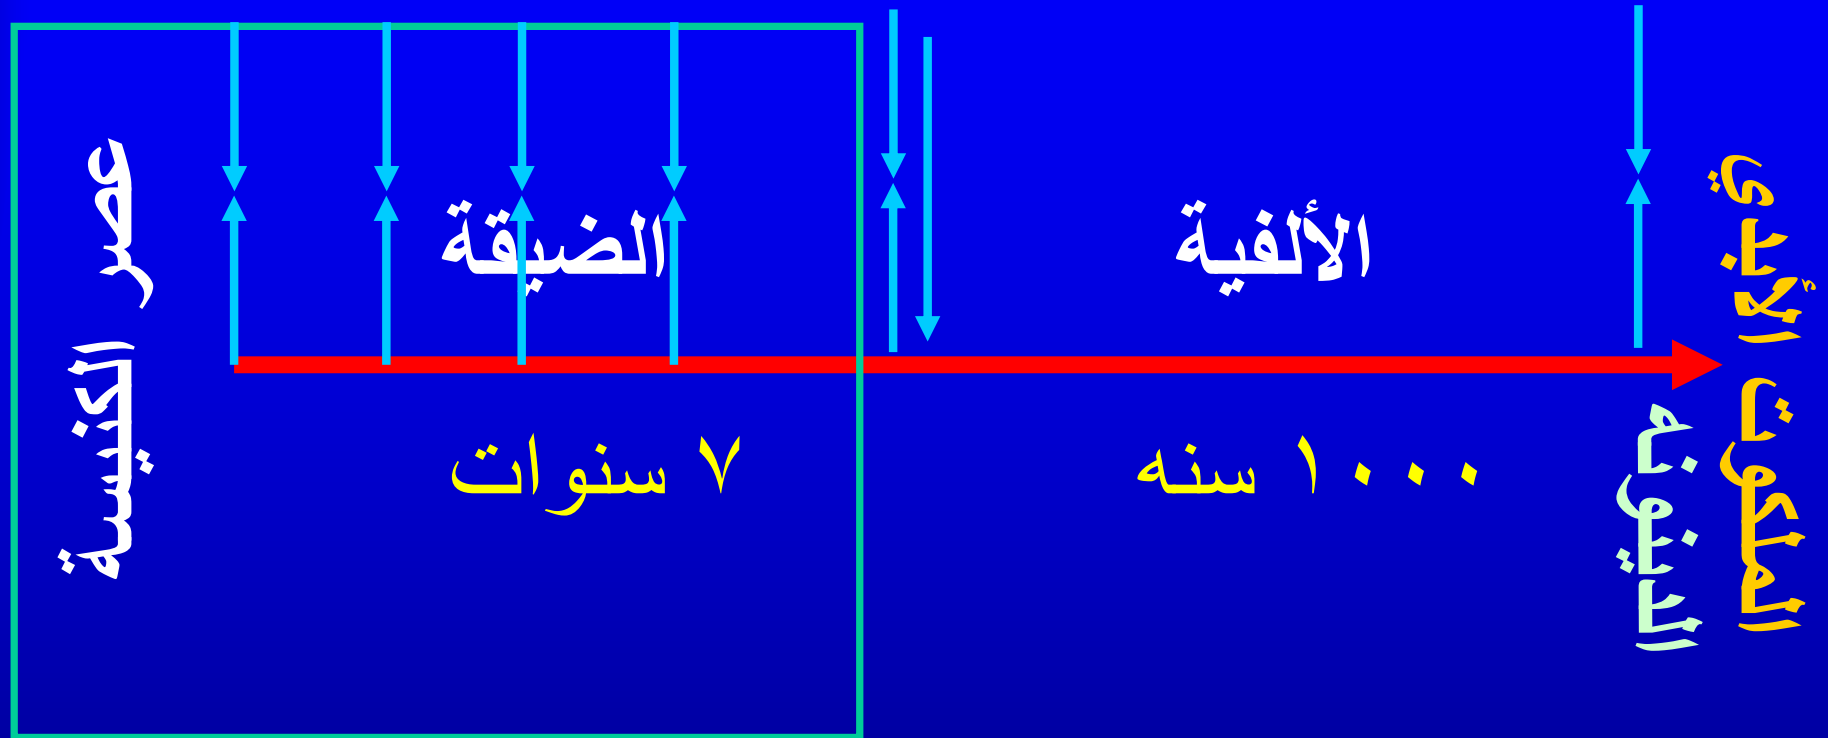 عصر الكنيسة
الضيقة
٧ سنوات
الألفية
١٠٠٠ سنه
الدينونة
الملكوت الأبدي